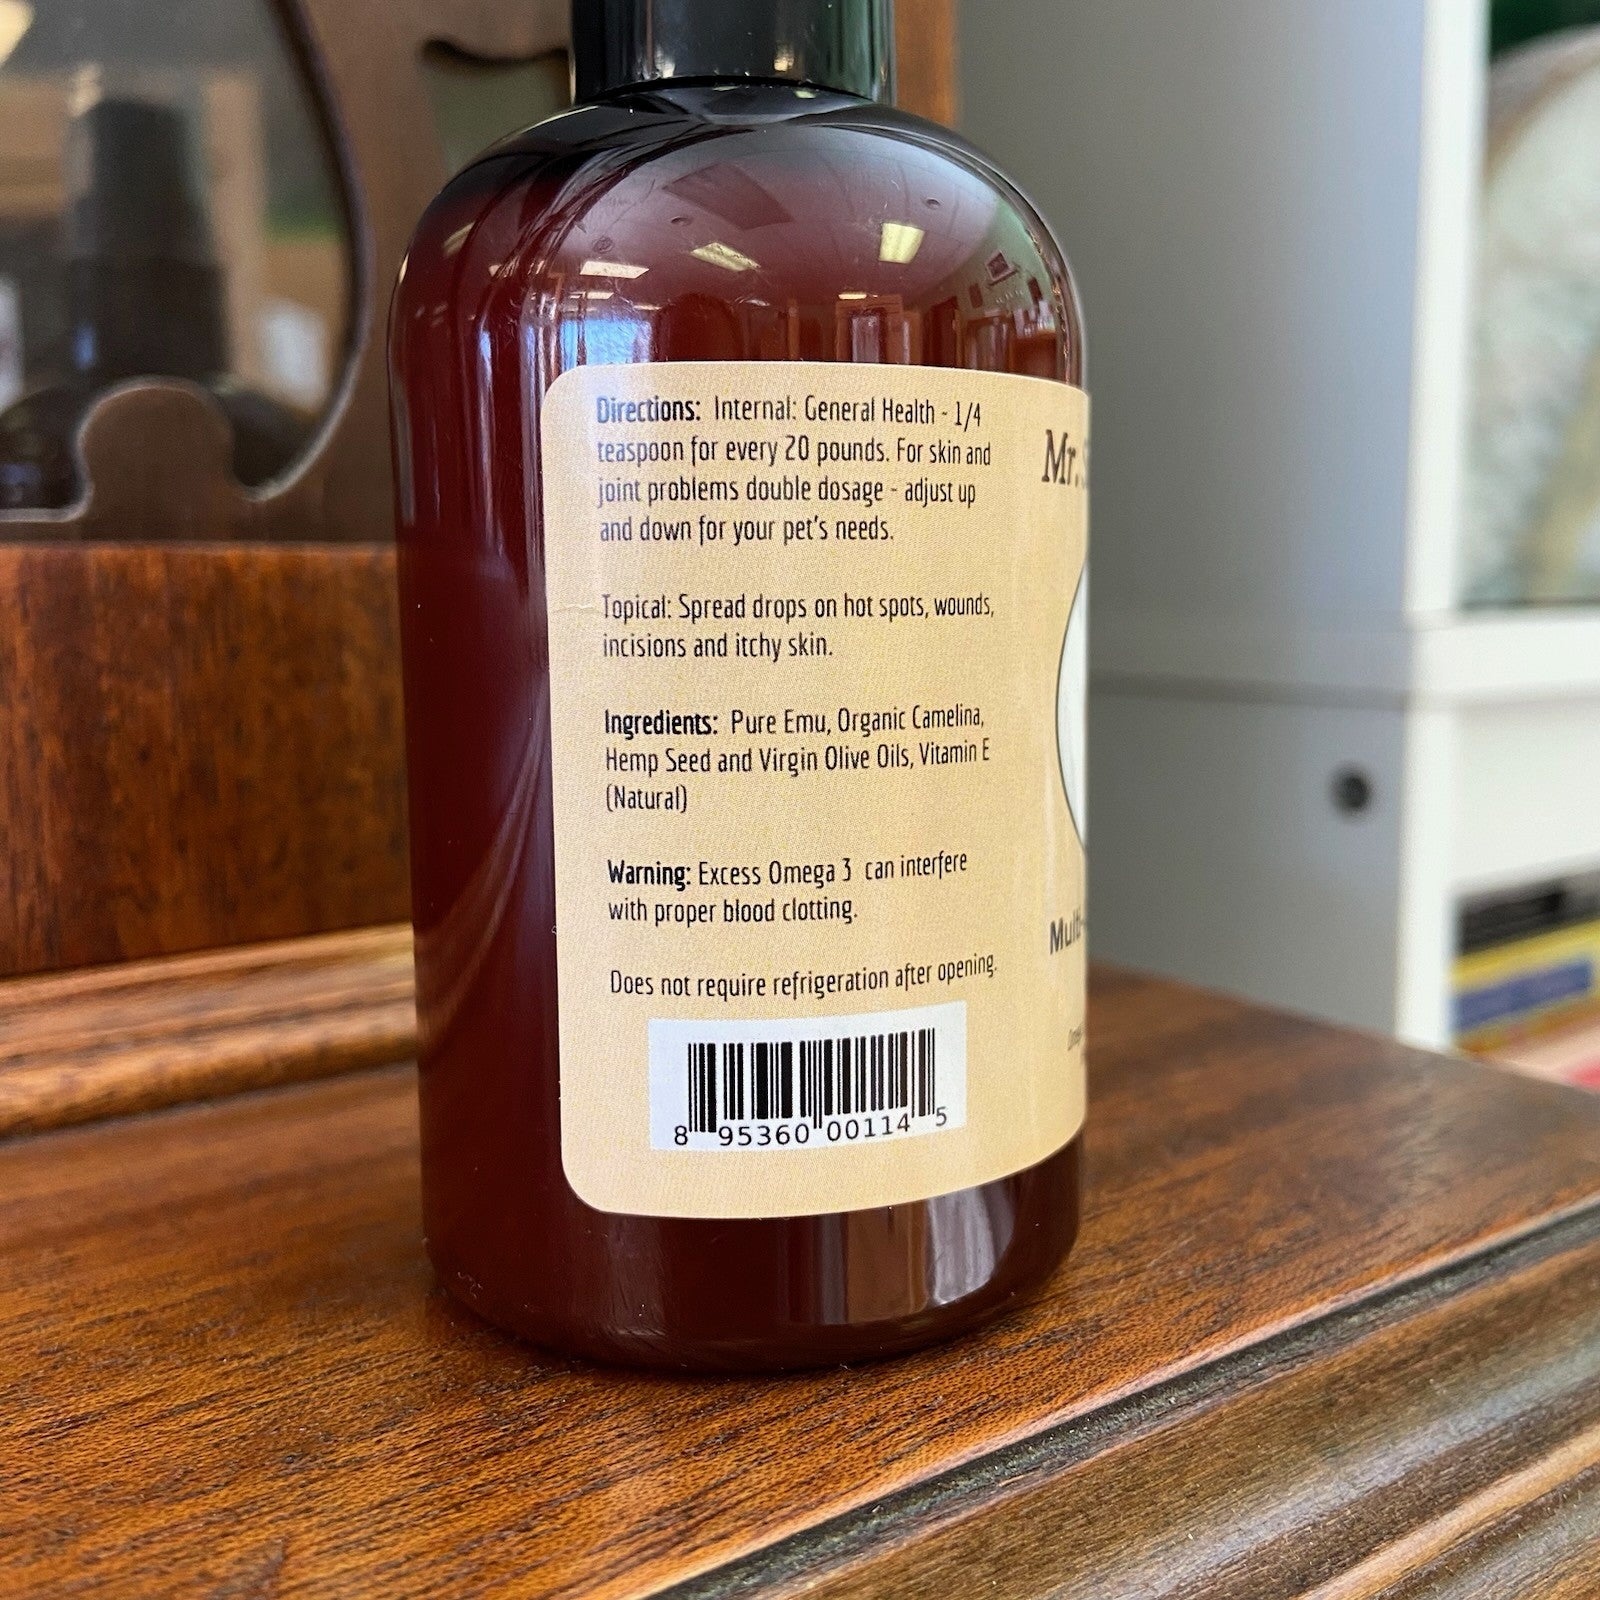 Directions: Internal: General Health - 1/4
teaspoon for every 20 pounds. For skin and
joint problems double dosage - adjust up
and down for your pet's needs.
Topical: Spread drops on hot spots, wounds,
incisions and itchy skin.
Ingredients: Pure Emu, Organic Camelina,
Hemp Seed and Virgin Olive Oils, Vitamin E
(Natural)
Warning: Excess Omega 3 can interfere
with proper blood clotting.
Does not require refrigeration after opening.
8 95360 00114 5
Mr.